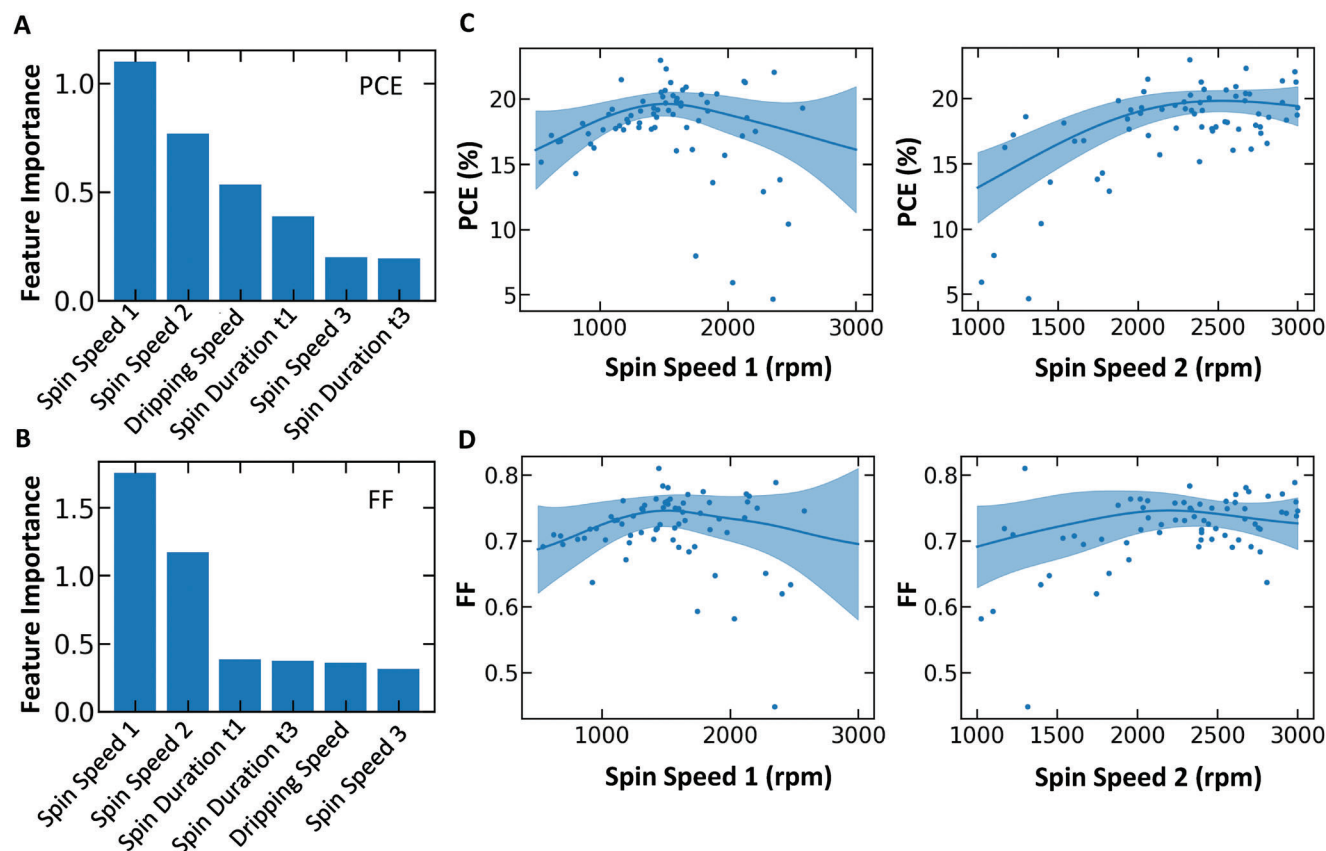 A
Feature Importance
1.0
0.5
0.0
PCE
Spin Speed 1
Spin Speed 2
Dripping Speed
Spin Duration t1
Spin Speed 3
Spin Duration t3
C
PCE (%)
20
15
10
5
1000 2000 3000
Spin Speed 1 (rpm)
PCE (%)
20
15
10
5
1000 1500 2000 2500 3000
Spin Speed 2 (rpm)
B
Feature Importance
1.5
1.0
0.5
0.0
FF
Spin Speed 1
Spin Speed 2
Spin Duration t1
Spin Duration t3
Dripping Speed
Spin Speed 3
D
FF
0.8
0.7
0.6
0.5
1000 2000 3000
Spin Speed 1 (rpm)
FF
0.8
0.7
0.6
0.5
1000 1500 2000 2500 3000
Spin Speed 2 (rpm)